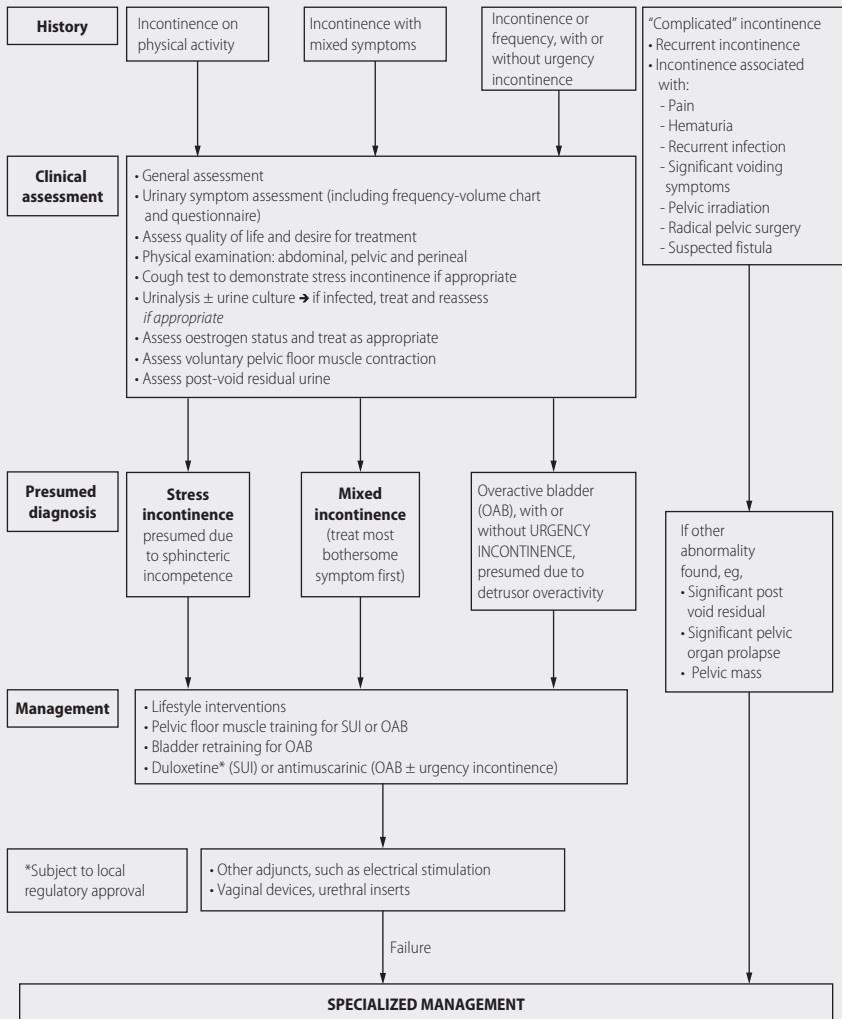 History
Incontinence on
physical activity
Incontinence with
mixed symptoms
Incontinence or
frequency, with or
without urgency
incontinence
“Complicated” incontinence
• Recurrent incontinence
• Incontinence associated
with:
- Pain
- Hematuria
- Recurrent infection
- Significant voiding
symptoms
- Pelvic irradiation
- Radical pelvic surgery
- Suspected fistula
Clinical
assessment
• General assessment
• Urinary symptom assessment (including frequency-volume chart
and questionnaire)
• Assess quality of life and desire for treatment
• Physical examination: abdominal, pelvic and perineal
• Cough test to demonstrate stress incontinence if appropriate
• Urinalysis ± urine culture ➔ if infected, treat and reassess
if appropriate
• Assess oestrogen status and treat as appropriate
• Assess voluntary pelvic floor muscle contraction
• Assess post-void residual urine
Presumed
diagnosis
Stress
incontinence
presumed due
to sphincteric
incompetence
Mixed
incontinence
(treat most
bothersome
symptom first)
Overactive bladder
(OAB), with or
without URGENCY
INCONTINENCE,
presumed due to
detrusor overactivity
If other
abnormality
found, eg,
• Significant post
void residual
• Significant pelvic
organ prolapse
• Pelvic mass
Management
• Lifestyle interventions
• Pelvic floor muscle training for SUI or OAB
• Bladder retraining for OAB
• Duloxetine* (SUI) or antimuscarinic (OAB ± urgency incontinence)
*Subject to local
regulatory approval
• Other adjuncts, such as electrical stimulation
• Vaginal devices, urethral inserts
Failure
SPECIALIZED MANAGEMENT